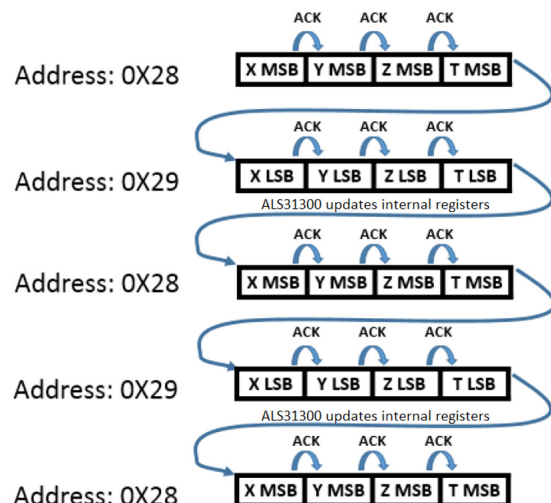 ACK ACK ACK
Address: 0X28 X MSB Y MSB Z MSB T MSB
ACK ACK ACK
Address: 0X29 X LSB Y LSB Z LSB T LSB
ALS31300 updates internal registers
ACK ACK ACK
Address: 0X28 X MSB Y MSB Z MSB T MSB
ACK ACK ACK
Address: 0X29 X LSB Y LSB Z LSB T LSB
ALS31300 updates internal registers
ACK ACK ACK
Address: 0X28 X MSB Y MSB Z MSB T MSB